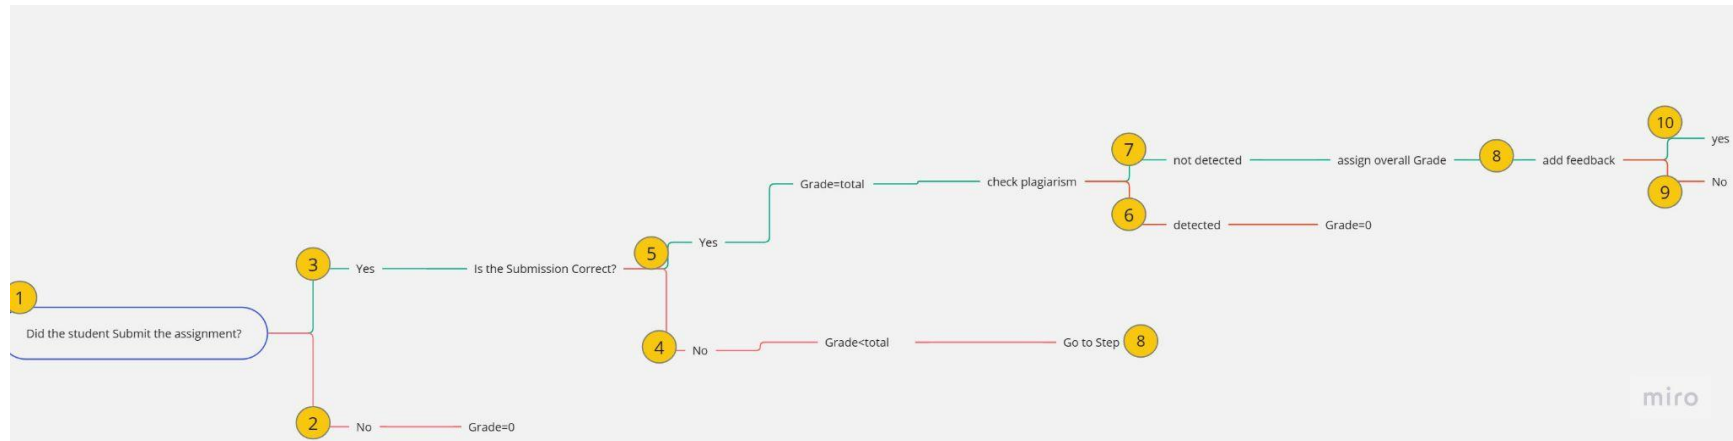 1
Did the student Submit the assignment?
2
No
Grade=0
3
Yes
Is the Submission Correct?
4
No
Grade<total
Go to Step 8
5
Yes
Grade=total
check plagiarism
6
detected
Grade=0
7
not detected
assign overall Grade
8
add feedback
9
No
10
yes
miro